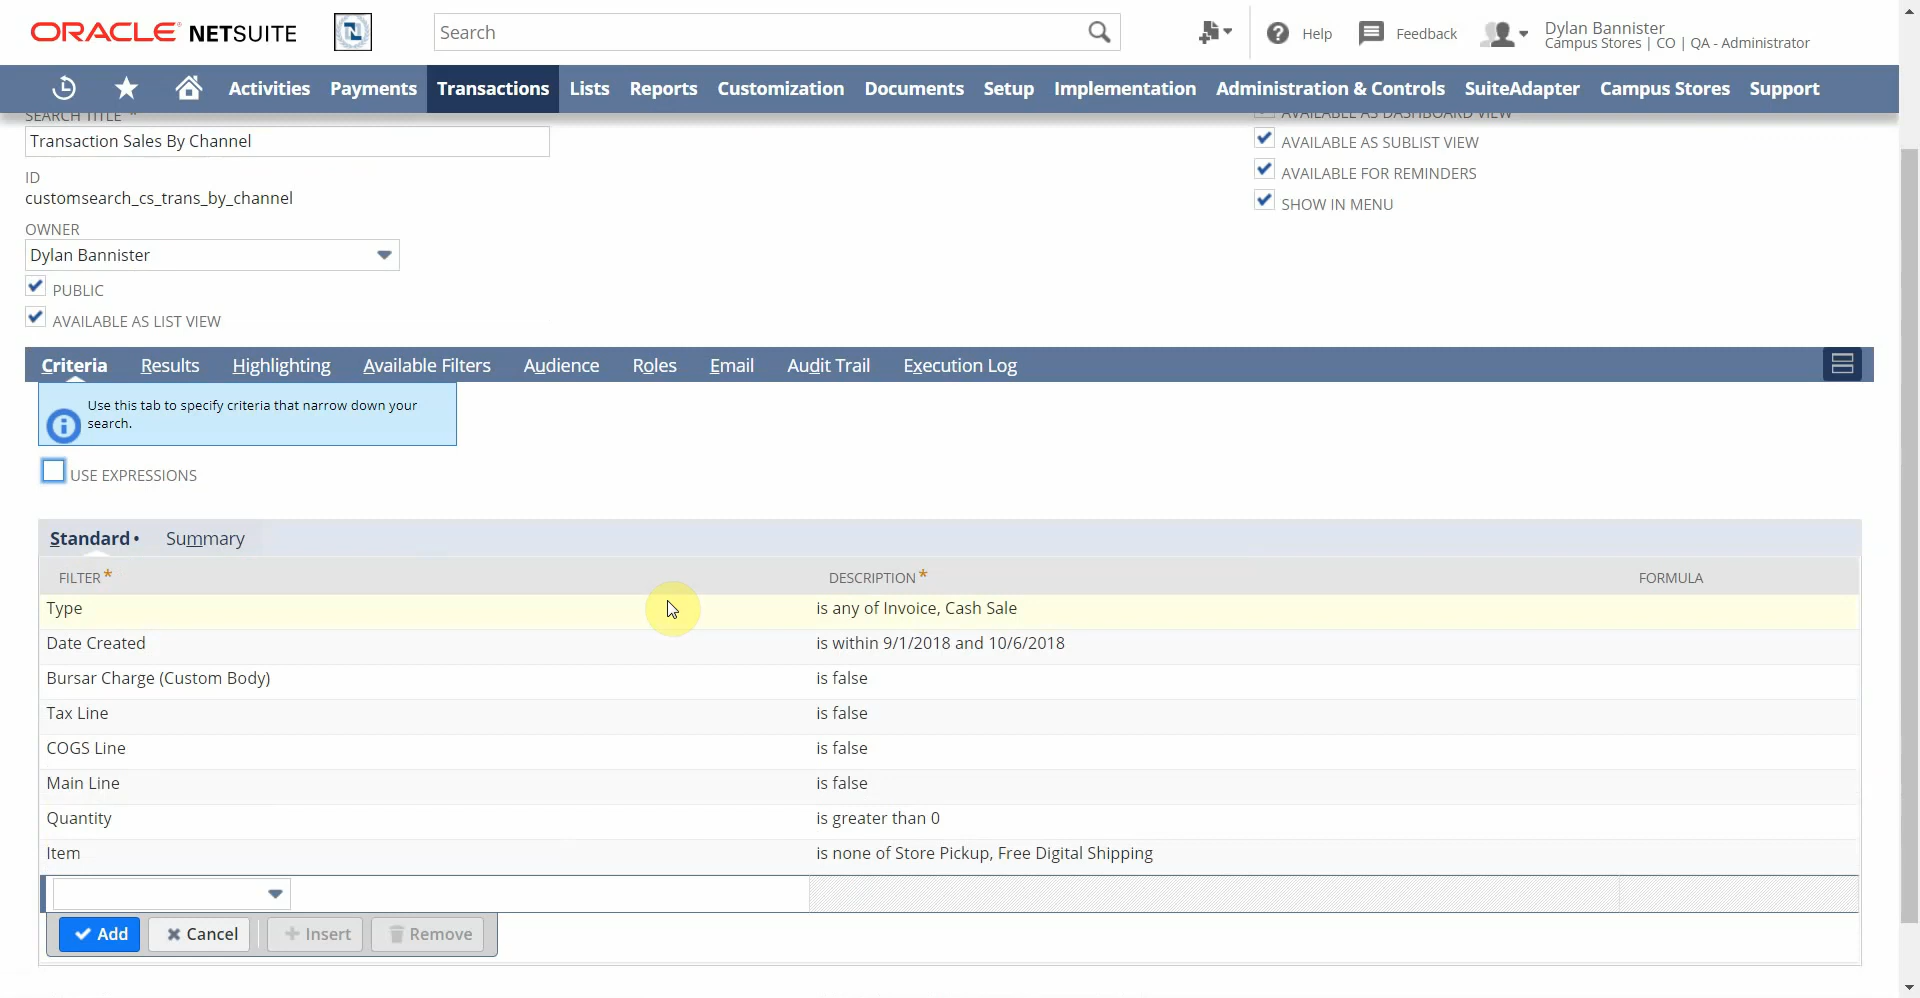 ORACLE NETSUITE
N
Search
Help
Feedback
Dylan Bannister
Campus Stores | CO | QA - Administrator
Activities Payments Transactions Lists Reports Customization Documents Setup Implementation Administration & Controls SuiteAdapter Campus Stores Support
SEARCH TITLE *
AVAILABLE AS DASHBOARD VIEW
Transaction Sales By Channel
AVAILABLE AS SUBLIST VIEW
ID
AVAILABLE FOR REMINDERS
customsearch_cs_trans_by_channel
SHOW IN MENU
OWNER
Dylan Bannister
PUBLIC
AVAILABLE AS LIST VIEW
Criteria Results Highlighting Available Filters Audience Roles Email Audit Trail Execution Log
Use this tab to specify criteria that narrow down your
search.
USE EXPRESSIONS
Standard • Summary
FILTER * DESCRIPTION * FORMULA
Type is any of Invoice, Cash Sale
Date Created is within 9/1/2018 and 10/6/2018
Bursar Charge (Custom Body) is false
Tax Line is false
COGS Line is false
Main Line is false
Quantity is greater than 0
Item is none of Store Pickup, Free Digital Shipping
Add Cancel Insert Remove